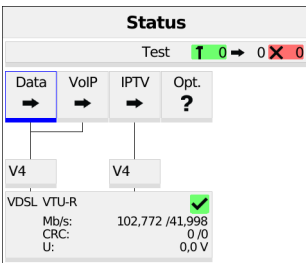 Status
Test 0 0 0
Data VoIP IPTV Opt.
?
V4 V4
VDSL VTU-R
Mb/s: 102,772 /41,998
CRC: 0 /0
U: 0,0 V